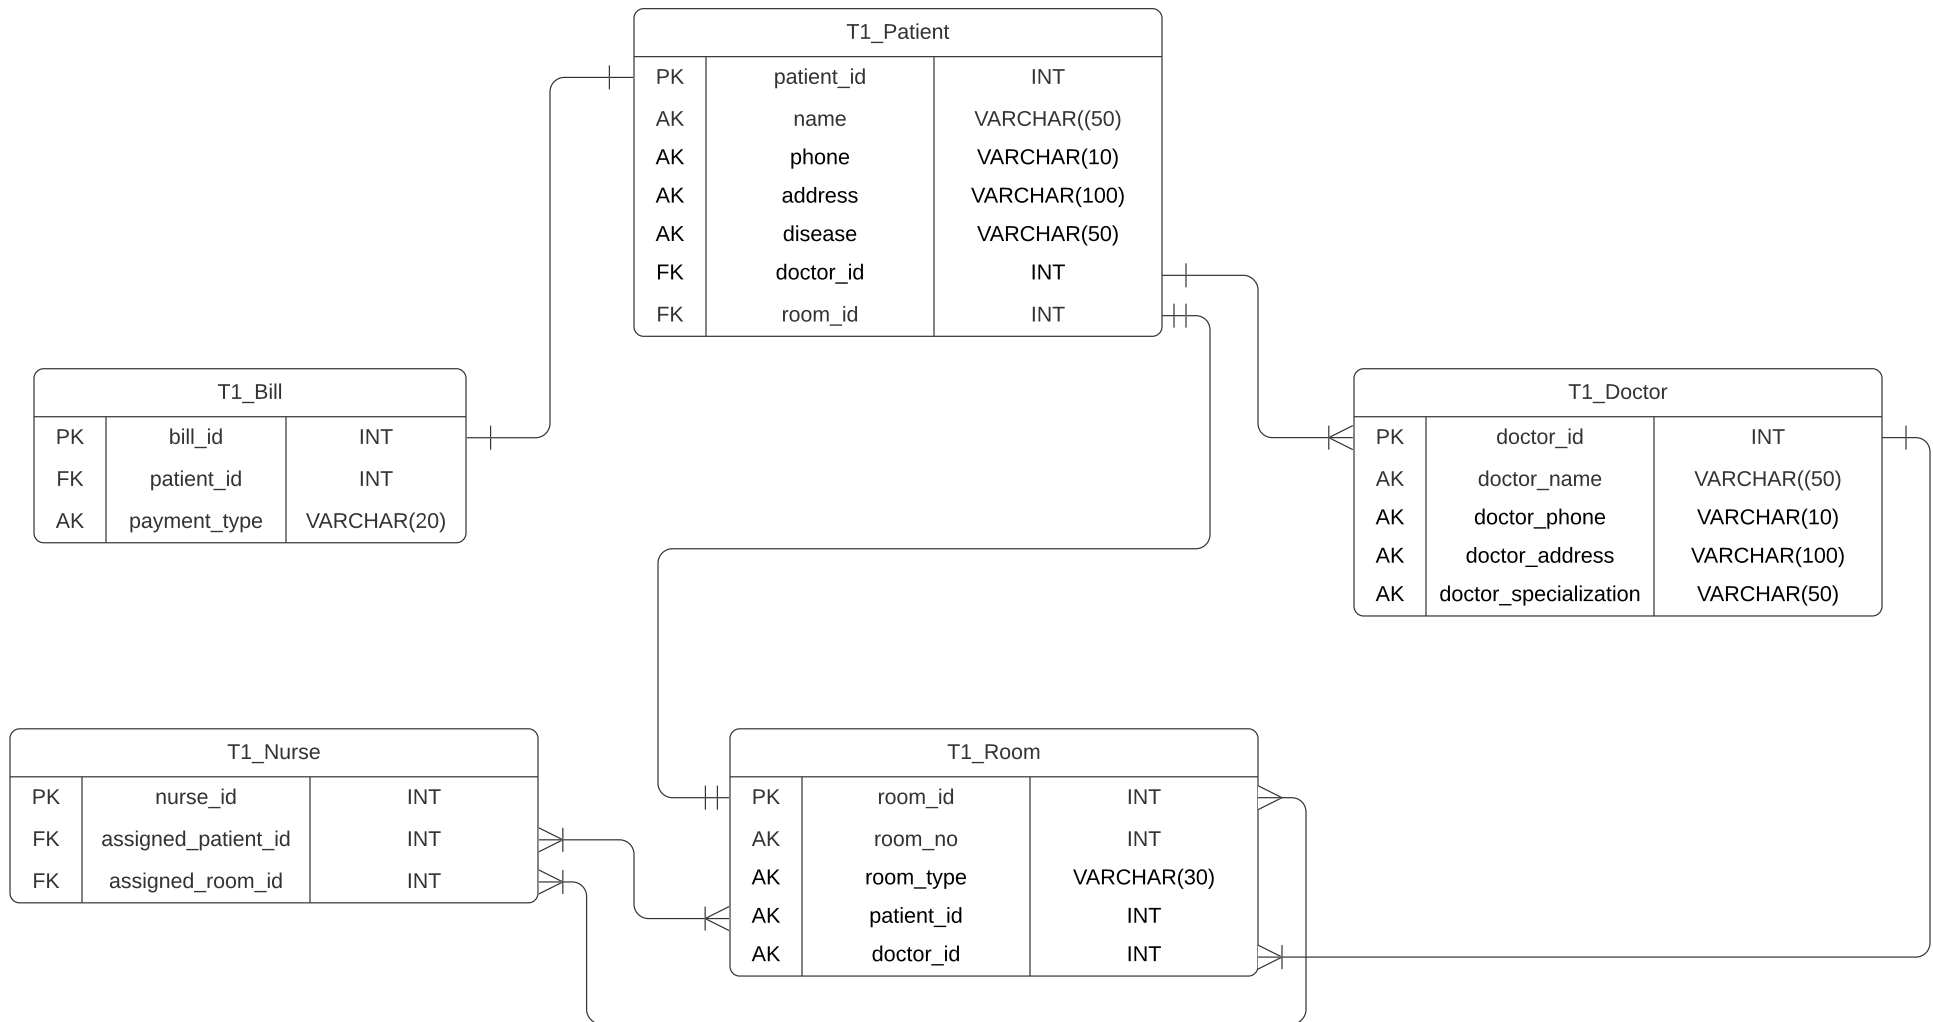 T1_Patient
PK patient_id INT
AK name VARCHAR((50)
AK phone VARCHAR(10)
AK address VARCHAR(100)
AK disease VARCHAR(50)
FK doctor_id INT
FK room_id INT
T1_Bill
PK bill_id INT
FK patient_id INT
AK payment_type VARCHAR(20)
T1_Doctor
PK doctor_id INT
AK doctor_name VARCHAR((50)
AK doctor_phone VARCHAR(10)
AK doctor_address VARCHAR(100)
AK doctor_specialization VARCHAR(50)
T1_Nurse
PK nurse_id INT
FK assigned_patient_id INT
FK assigned_room_id INT
T1_Room
PK room_id INT
AK room_no INT
AK room_type VARCHAR(30)
AK patient_id INT
AK doctor_id INT